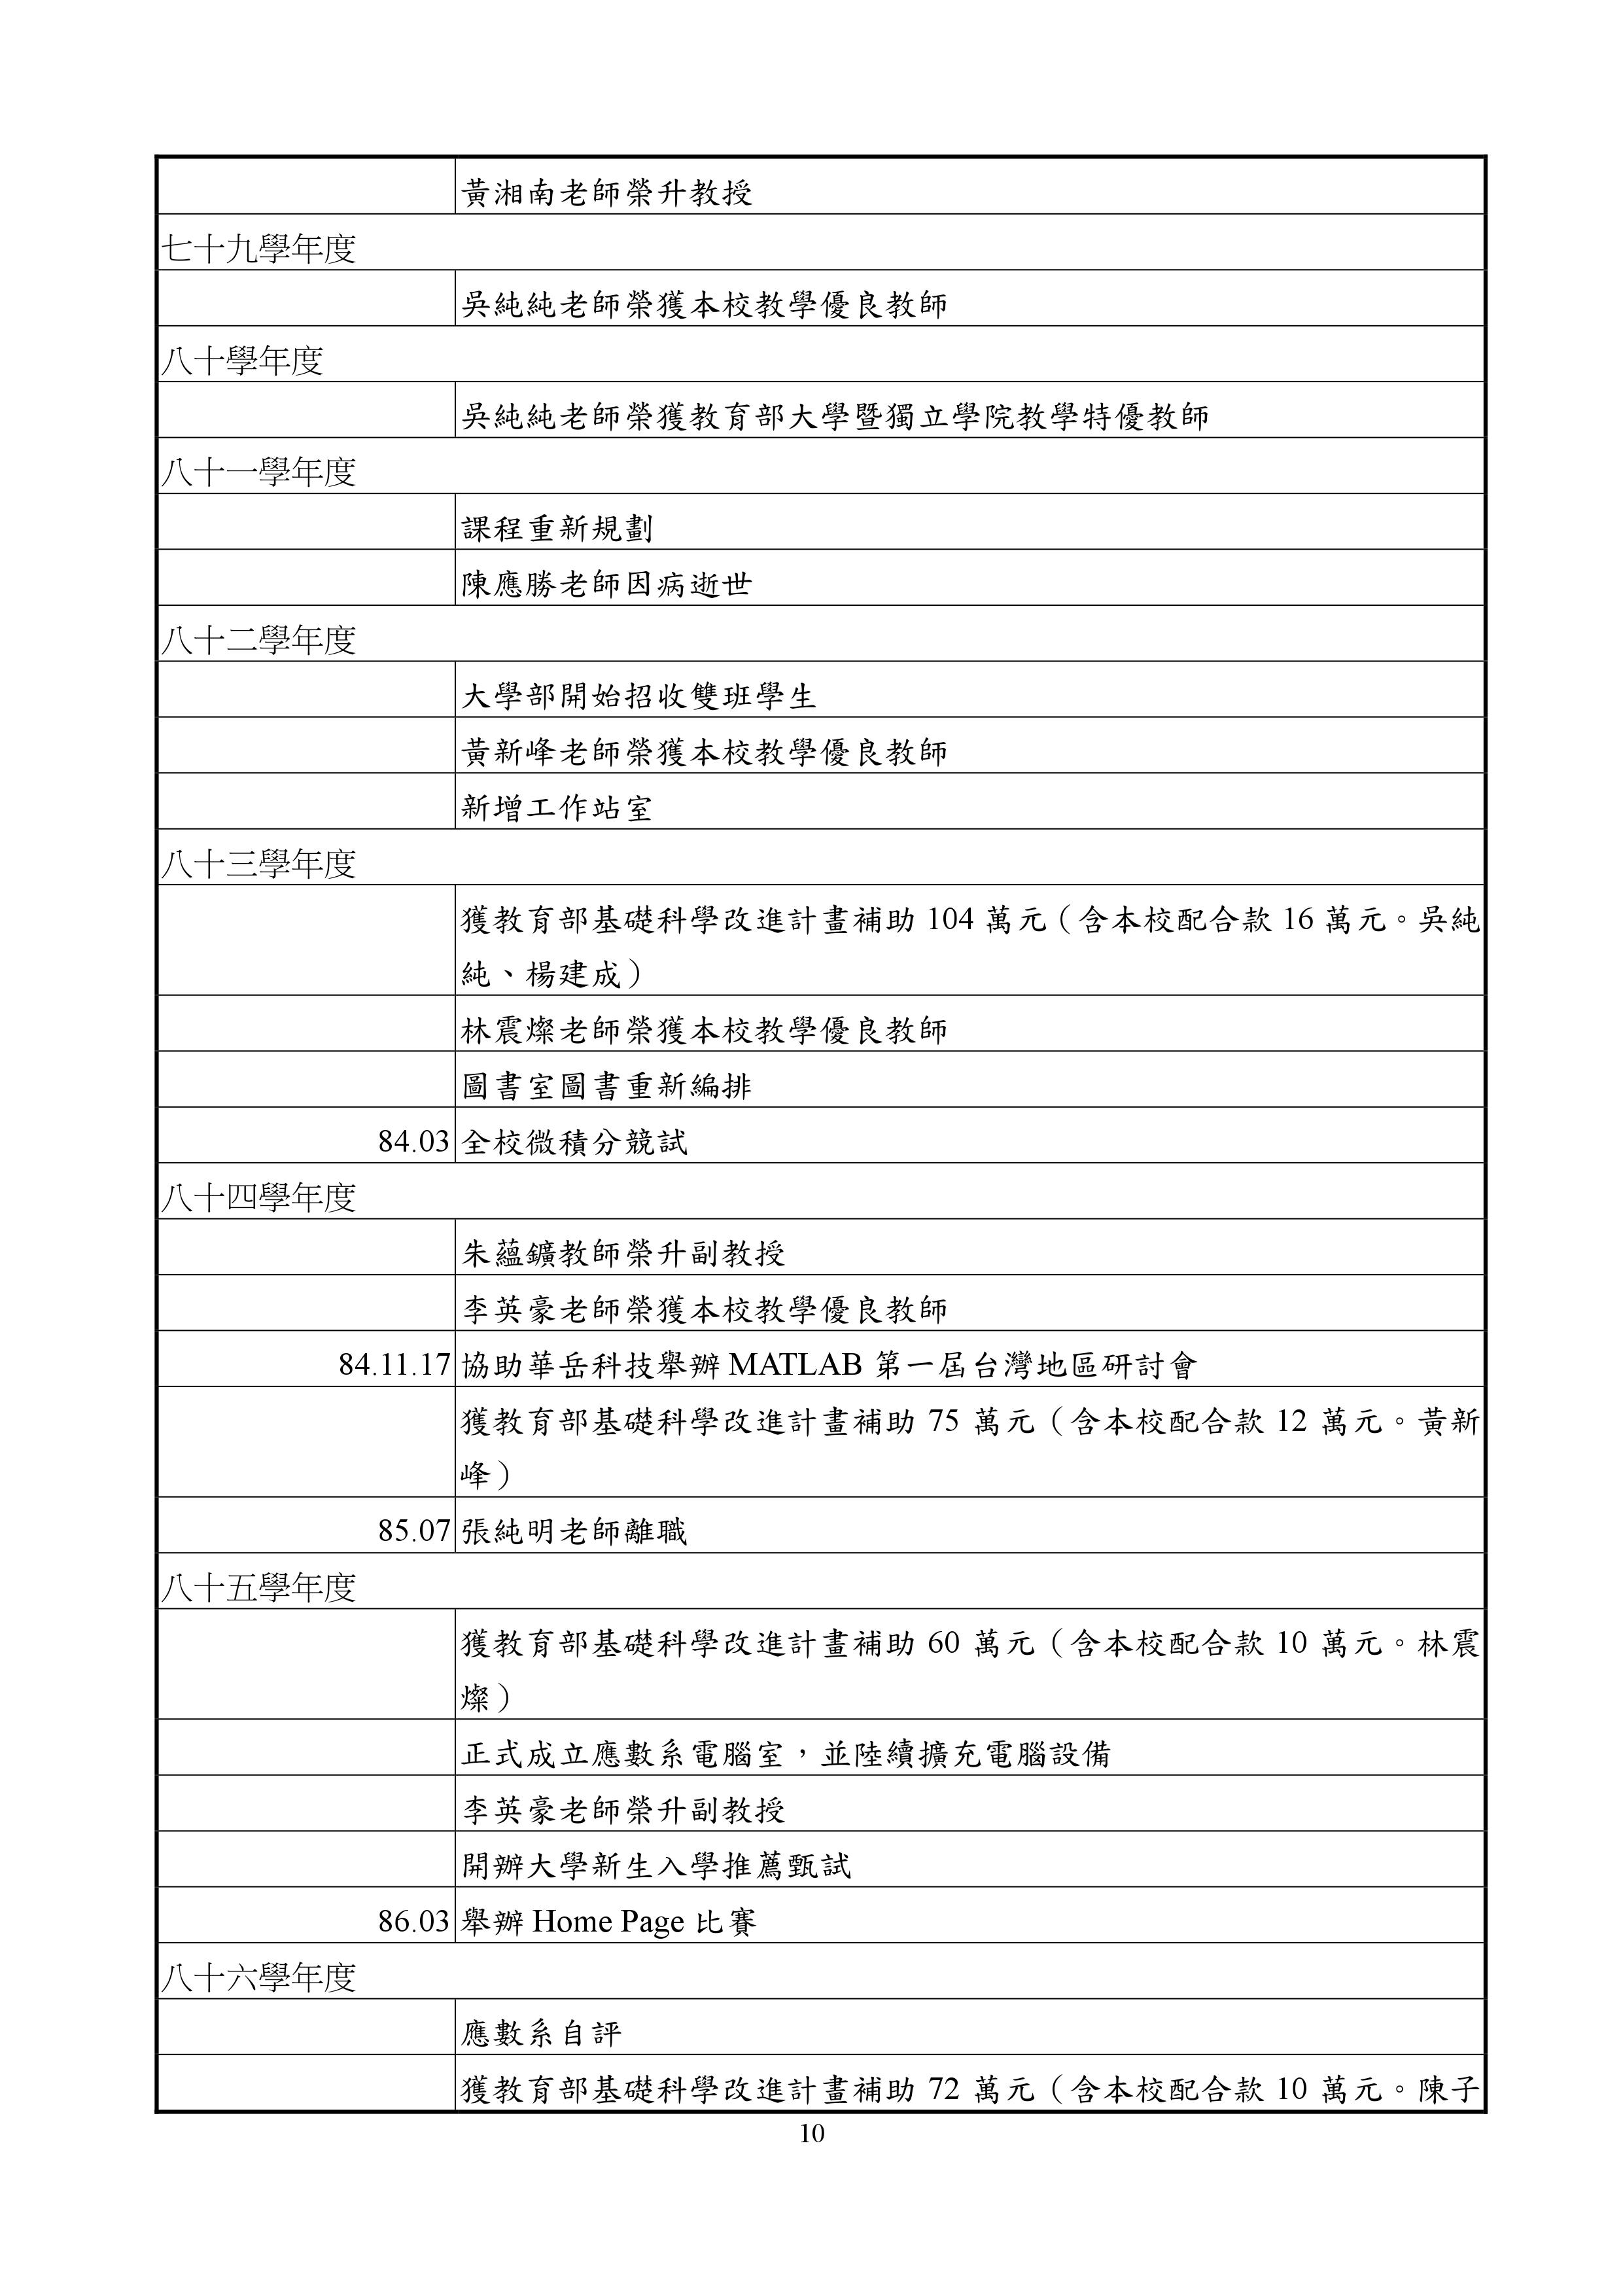 黃湘南老師榮升教授
七十九學年度
吳純純老師榮獲本校教學優良教師
八十學年度
吳純純老師榮獲教育部大學暨獨立學院教學特優教師
八十一學年度
課程重新規劃
陳應勝老師因病逝世
八十二學年度
大學部開始招收雙班學生
黃新峰老師榮獲本校教學優良教師
新增工作站室
八十三學年度
獲教育部基礎科學改進計畫補助 104 萬元（含本校配合款 16 萬元。吳純
純、楊建成）
林震燦老師榮獲本校教學優良教師
圖書室圖書重新編排
84.03 全校微積分競試
八十四學年度
朱蘊鑛教師榮升副教授
李英豪老師榮獲本校教學優良教師
84.11.17 協助華岳科技舉辦 MATLAB 第一屆台灣地區研討會
獲教育部基礎科學改進計畫補助 75 萬元（含本校配合款 12 萬元。黃新
峰）
85.07 張純明老師離職
八十五學年度
獲教育部基礎科學改進計畫補助 60 萬元（含本校配合款 10 萬元。林震
燦）
正式成立應數系電腦室，並陸續擴充電腦設備
李英豪老師榮升副教授
開辦大學新生入學推薦甄試
86.03 舉辦 Home Page 比賽
八十六學年度
應數系自評
獲教育部基礎科學改進計畫補助 72 萬元（含本校配合款 10 萬元。陳子
10